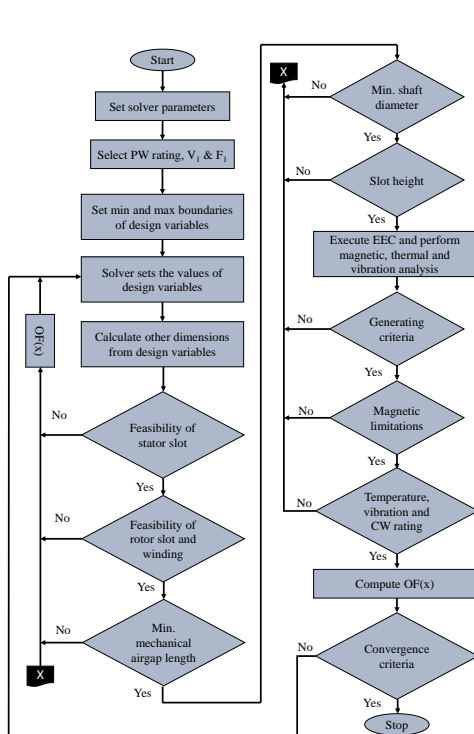 Start
Set solver parameters
Select PW rating, V₁ & F₁
Set min and max boundaries
of design variables
Solver sets the values of
design variables
OF(x)
Calculate other dimensions
from design variables
No
Feasibility of
stator slot
Yes
No
Feasibility of
rotor slot and
winding
Yes
No
Min.
mechanical
airgap length
X
Yes
X
No
Min. shaft
diameter
Yes
No
Slot height
Yes
Execute EEC and perform
magnetic, thermal and
vibration analysis
No
Generating
criteria
Yes
No
Magnetic
limitations
Yes
No
Temperature,
vibration and
CW rating
Yes
Compute OF(x)
No
Convergence
criteria
Yes
Stop